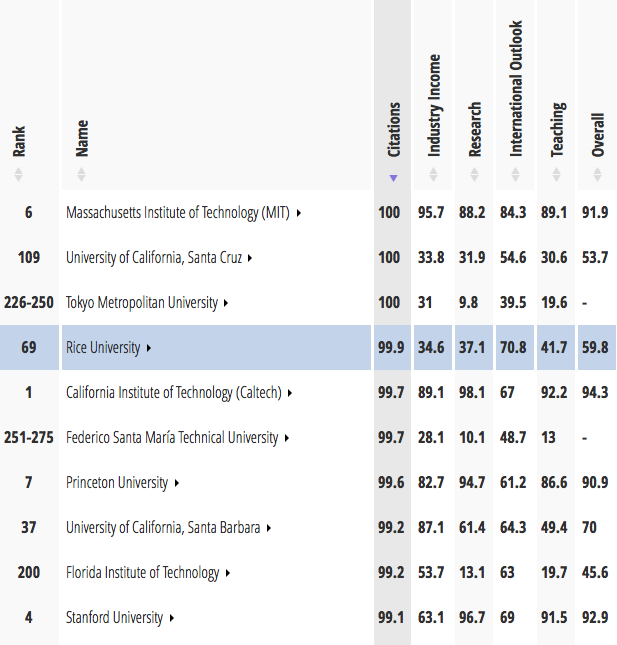 Rank Name Citations Industry Income Research International Outlook Teaching Overall
6 Massachusetts Institute of Technology (MIT) 100 95.7 88.2 84.3 89.1 91.9
109 University of California, Santa Cruz 100 33.8 31.9 54.6 30.6 53.7
226-250 Tokyo Metropolitan University 100 31 9.8 39.5 19.6 -
69 Rice University 99.9 34.6 37.1 70.8 41.7 59.8
1 California Institute of Technology (Caltech) 99.7 89.1 98.1 67 92.2 94.3
251-275 Federico Santa María Technical University 99.7 28.1 10.1 48.7 13 -
7 Princeton University 99.6 82.7 94.7 61.2 86.6 90.9
37 University of California, Santa Barbara 99.2 87.1 61.4 64.3 49.4 70
200 Florida Institute of Technology 99.2 53.7 13.1 63 19.7 45.6
4 Stanford University 99.1 63.1 96.7 69 91.5 92.9